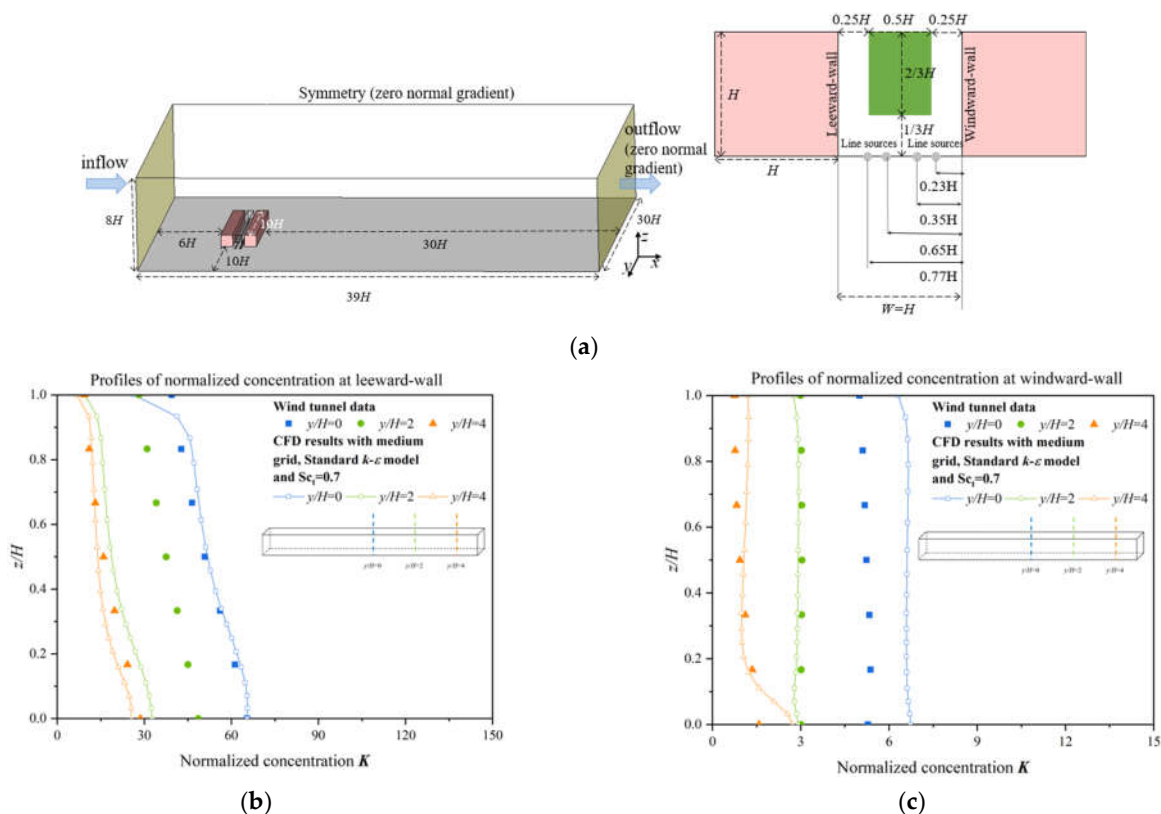 Symmetry (zero normal gradient)
inflow
outflow
(zero normal
gradient)
8H
6H
10H
10H
30H
30H
39H
z
y
x
0.25H 0.5H 0.25H
H
Leeward-wall
2/3H
Windward-wall
1/3H
Line sources Line sources
H
0.23H
0.35H
0.65H
0.77H
W=H
(a)
Profiles of normalized concentration at leeward-wall
1.0
0.8
0.6
0.4
0.2
0.0
z/H
Wind tunnel data
y/H=0 y/H=2 y/H=4
CFD results with medium
grid, Standard k-ε model
and Sct=0.7
y/H=0 y/H=2 y/H=4
y/H=0 y/H=2 y/H=4
0 30 60 90 120 150
Normalized concentration K
(b)
Profiles of normalized concentration at windward-wall
1.0
0.8
0.6
0.4
0.2
0.0
z/H
Wind tunnel data
y/H=0 y/H=2 y/H=4
CFD results with medium
grid, Standard k-ε model
and Sct=0.7
y/H=0 y/H=2 y/H=4
y/H=0 y/H=2 y/H=4
0 3 6 9 12 15
Normalized concentration K
(c)